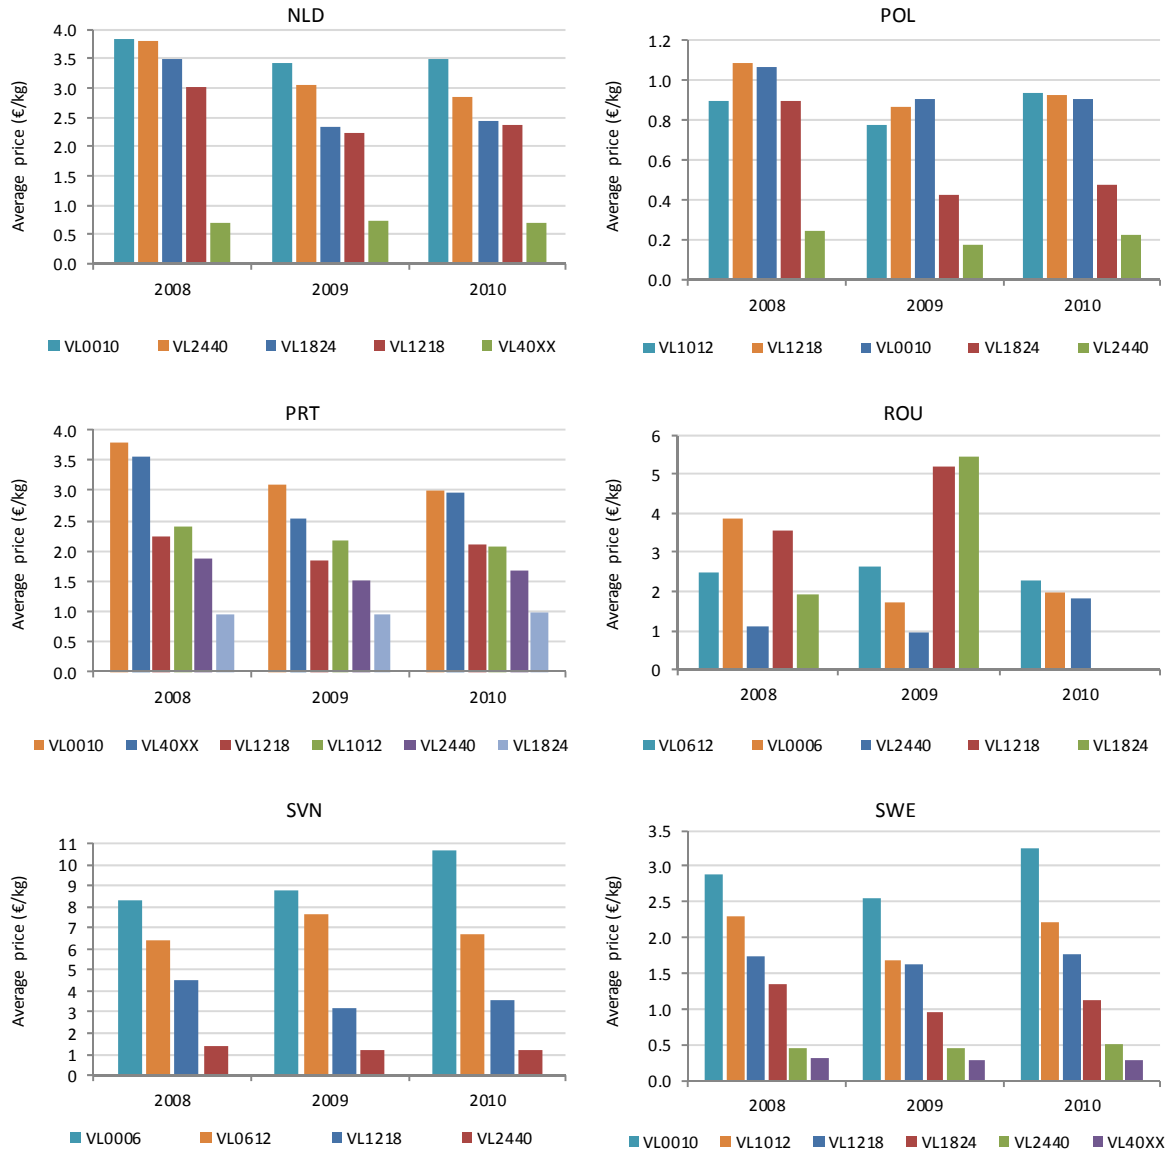 NLD
Average price (€/kg)
4.0
3.5
3.0
2.5
2.0
1.5
1.0
0.5
0.0
2008 2009 2010
VL0010 VL2440 VL1824 VL1218 VL40XX
POL
Average price (€/kg)
1.2
1.0
0.8
0.6
0.4
0.2
0.0
2008 2009 2010
VL1012 VL1218 VL0010 VL1824 VL2440
PRT
Average price (€/kg)
4.0
3.5
3.0
2.5
2.0
1.5
1.0
0.5
0.0
2008 2009 2010
VL0010 VL40XX VL1218 VL1012 VL2440 VL1824
ROU
Average price (€/kg)
6
5
4
3
2
1
0
2008 2009 2010
VL0612 VL0006 VL2440 VL1218 VL1824
SVN
Average price (€/kg)
11
10
9
8
7
6
5
4
3
2
1
0
2008 2009 2010
VL0006 VL0612 VL1218 VL2440
SWE
Average price (€/kg)
3.5
3.0
2.5
2.0
1.5
1.0
0.5
0.0
2008 2009 2010
VL0010 VL1012 VL1218 VL1824 VL2440 VL40XX